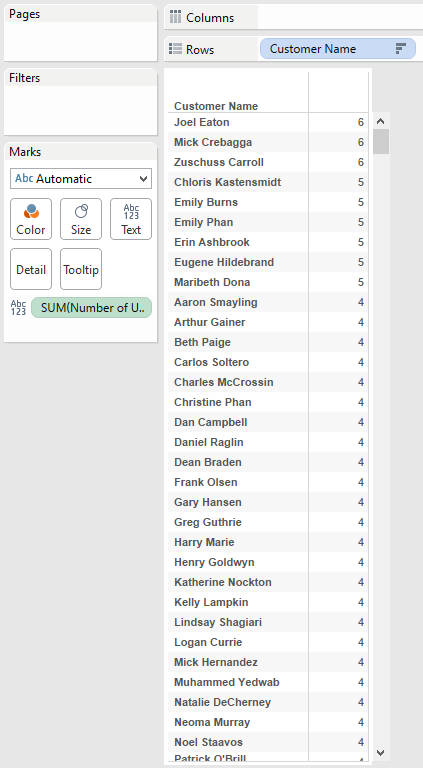 Pages
Filters
Marks
Abc Automatic
Color
Size
Abc
123
Text
Detail
Tooltip
Abc
123
SUM(Number of U..
Columns
Rows
Customer Name
Customer Name
Joel Eaton 6
Mick Crebagga 6
Zuschuss Carroll 6
Chloris Kastensmidt 5
Emily Burns 5
Emily Phan 5
Erin Ashbrook 5
Eugene Hildebrand 5
Maribeth Dona 5
Aaron Smayling 4
Arthur Gainer 4
Beth Paige 4
Carlos Soltero 4
Charles McCrossin 4
Christine Phan 4
Dan Campbell 4
Daniel Raglin 4
Dean Braden 4
Frank Olsen 4
Gary Hansen 4
Greg Guthrie 4
Harry Marie 4
Henry Goldwyn 4
Katherine Nockton 4
Kelly Lampkin 4
Lindsay Shagiari 4
Logan Currie 4
Mick Hernandez 4
Muhammed Yedwab 4
Natalie DeCherney 4
Neoma Murray 4
Noel Staavos 4
Patrick O'Brill 4